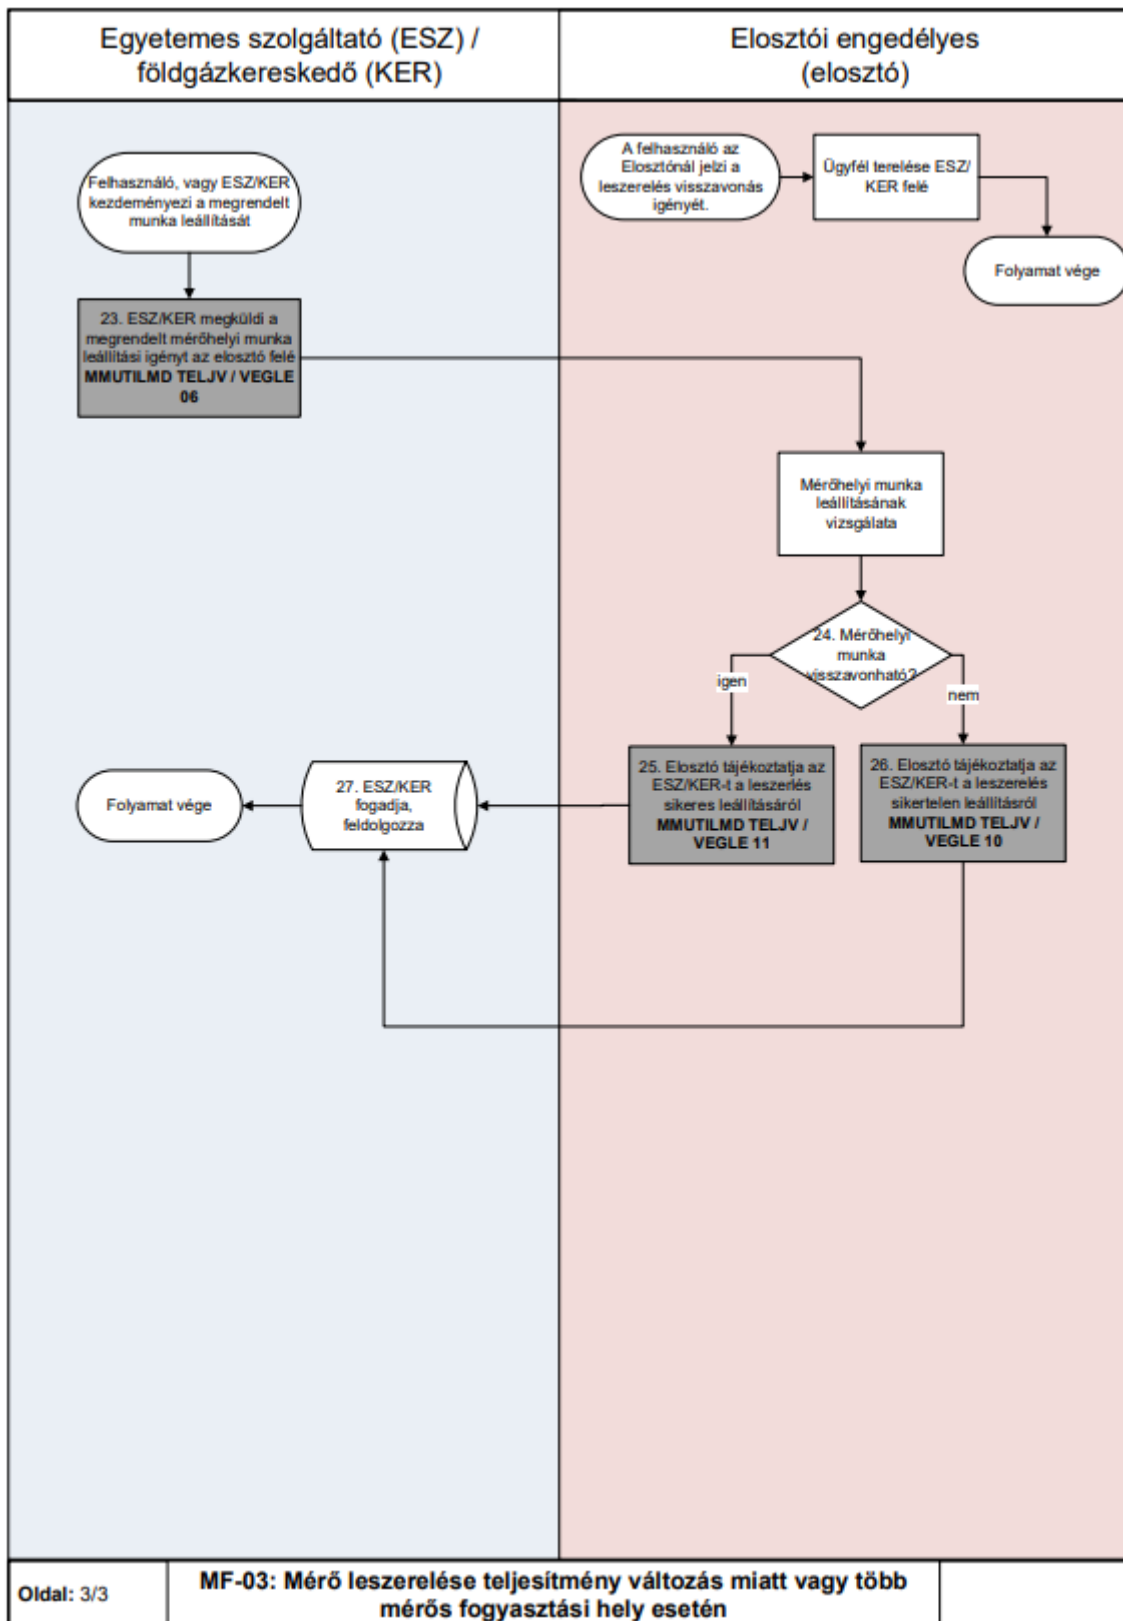 Egyetemes szolgáltató (ESZ) /
földgázkereskedő (KER)
Elosztói engedélyes
(elosztó)
Felhasználó, vagy ESZ/KER
kezdeményezi a megrendelt
munka leállítását
A felhasználó az
Elosztónál jelzi a
leszerelés visszavonás
igényét.
Ügyfél terelése ESZ/
KER felé
Folyamat vége
23. ESZ/KER megküldi a
megrendelt mérőhelyi munka
leállítási igényt az elosztó felé
MMUTILMD TELJV / VEGLE
06
Mérőhelyi munka
leállításának
vizsgálata
24. Mérőhelyi
munka
visszavonható?
igen
nem
25. Elosztó tájékoztatja az
ESZ/KER-t a leszerlés
sikeres leállításáról
MMUTILMD TELJV /
VEGLE 11
26. Elosztó tájékoztatja az
ESZ/KER-t a leszerelés
sikertelen leállításról
MMUTILMD TELJV /
VEGLE 10
27. ESZ/KER
fogadja,
feldolgozza
Folyamat vége
Oldal: 3/3
MF-03: Mérő leszerelése teljesítmény változás miatt vagy több
mérős fogyasztási hely esetén